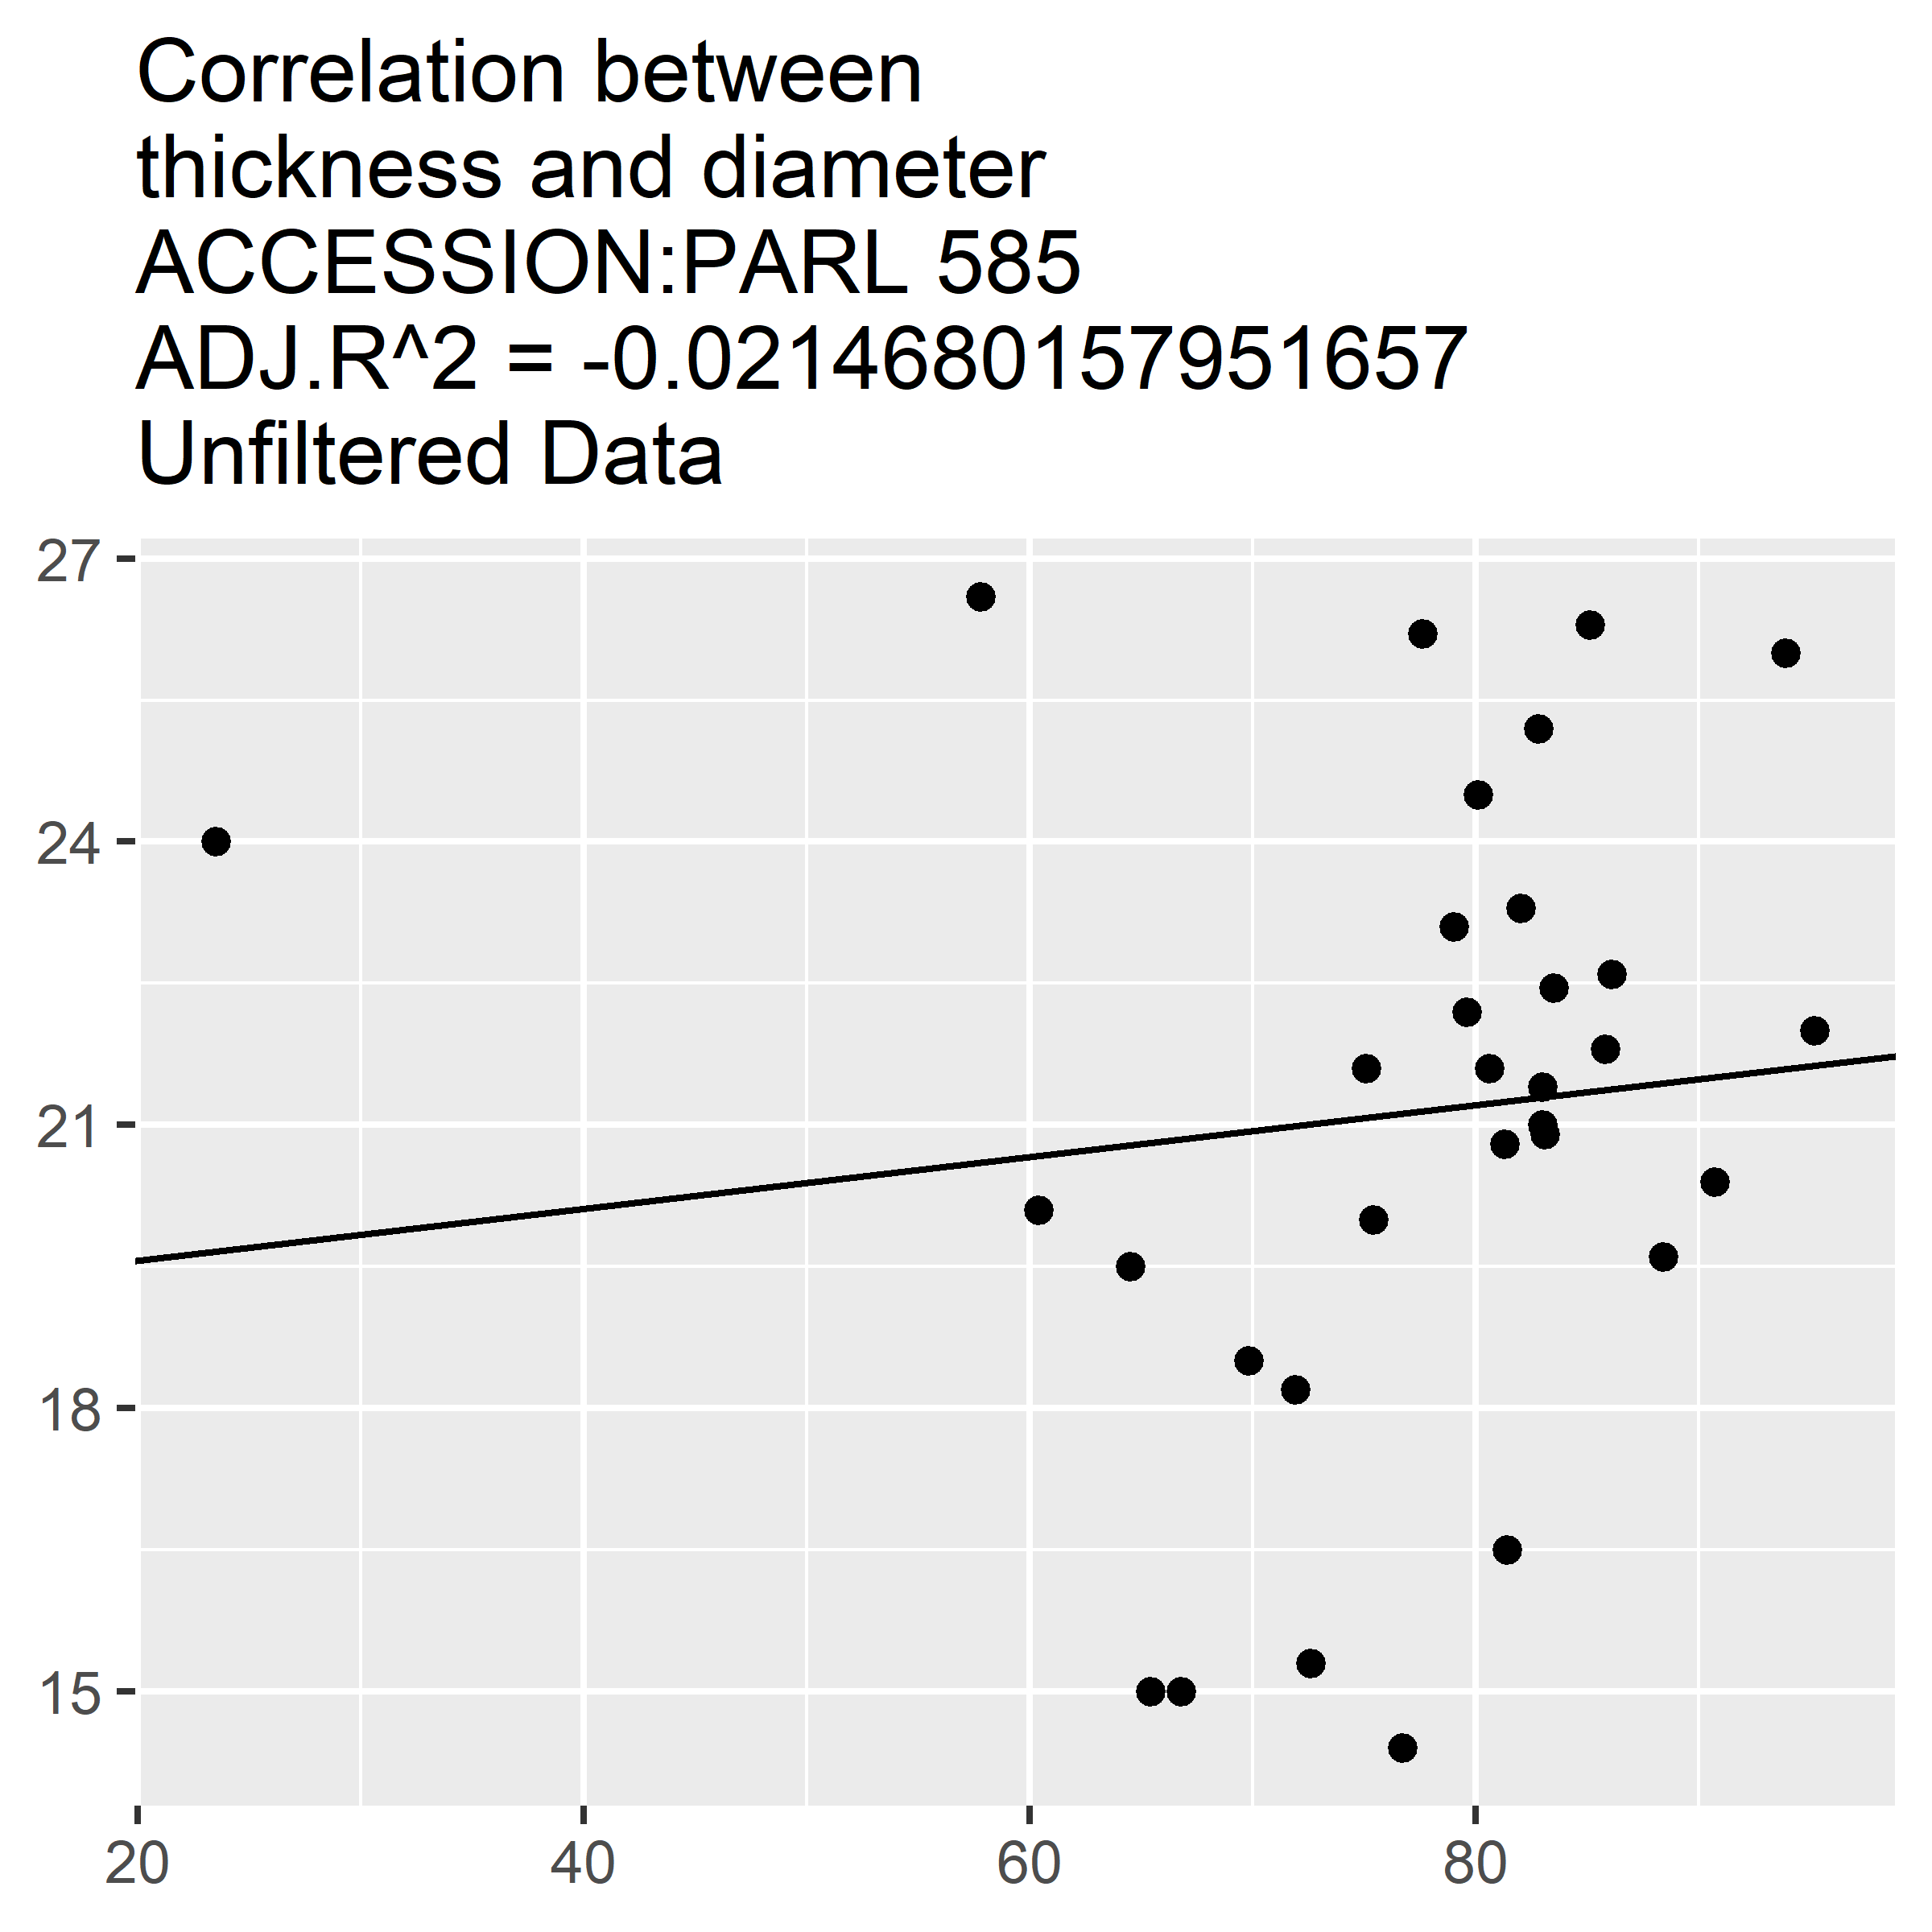 Correlation between
thickness and diameter
ACCESSION:PARL 585
ADJ.R^2 = -0.0214680157951657
Unfiltered Data
27
24
21
18
15
20 40 60 80